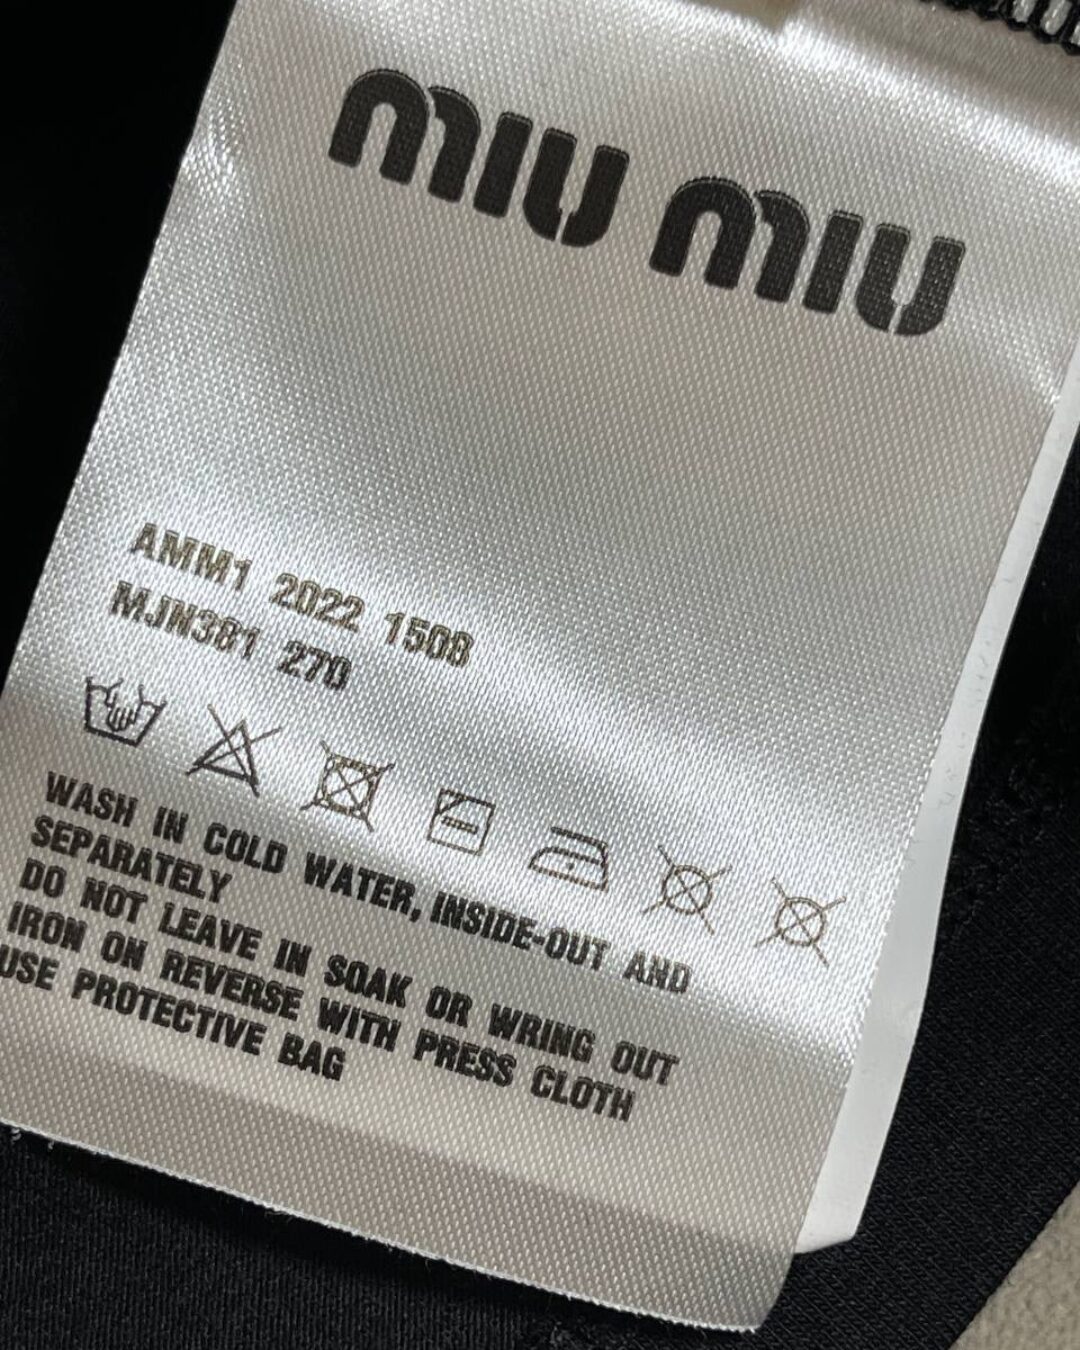 miu miu
AMM1 2022 1508
MJN381 270
WASH IN COLD WATER, INSIDE-OUT AND
SEPARATELY
DO NOT LEAVE IN SOAK OR WRING OUT
IRON ON REVERSE WITH PRESS CLOTH
USE PROTECTIVE BAG